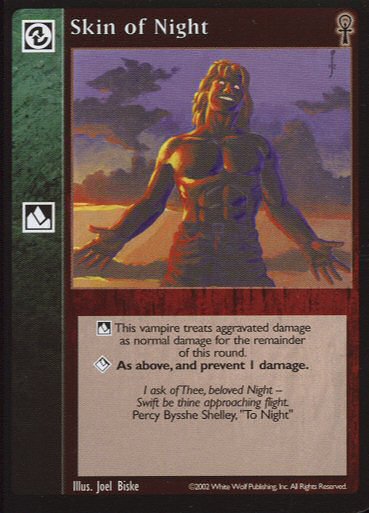 Skin of Night
This vampire treats aggravated damage
as normal damage for the remainder
of this round.
As above, and prevent 1 damage.
I ask of Thee, beloved Night –
Swift be thine approaching flight.
Percy Bysshe Shelley, "To Night"
Illus. Joel Biske
©2002 White Wolf Publishing, Inc. All Rights Reserved.